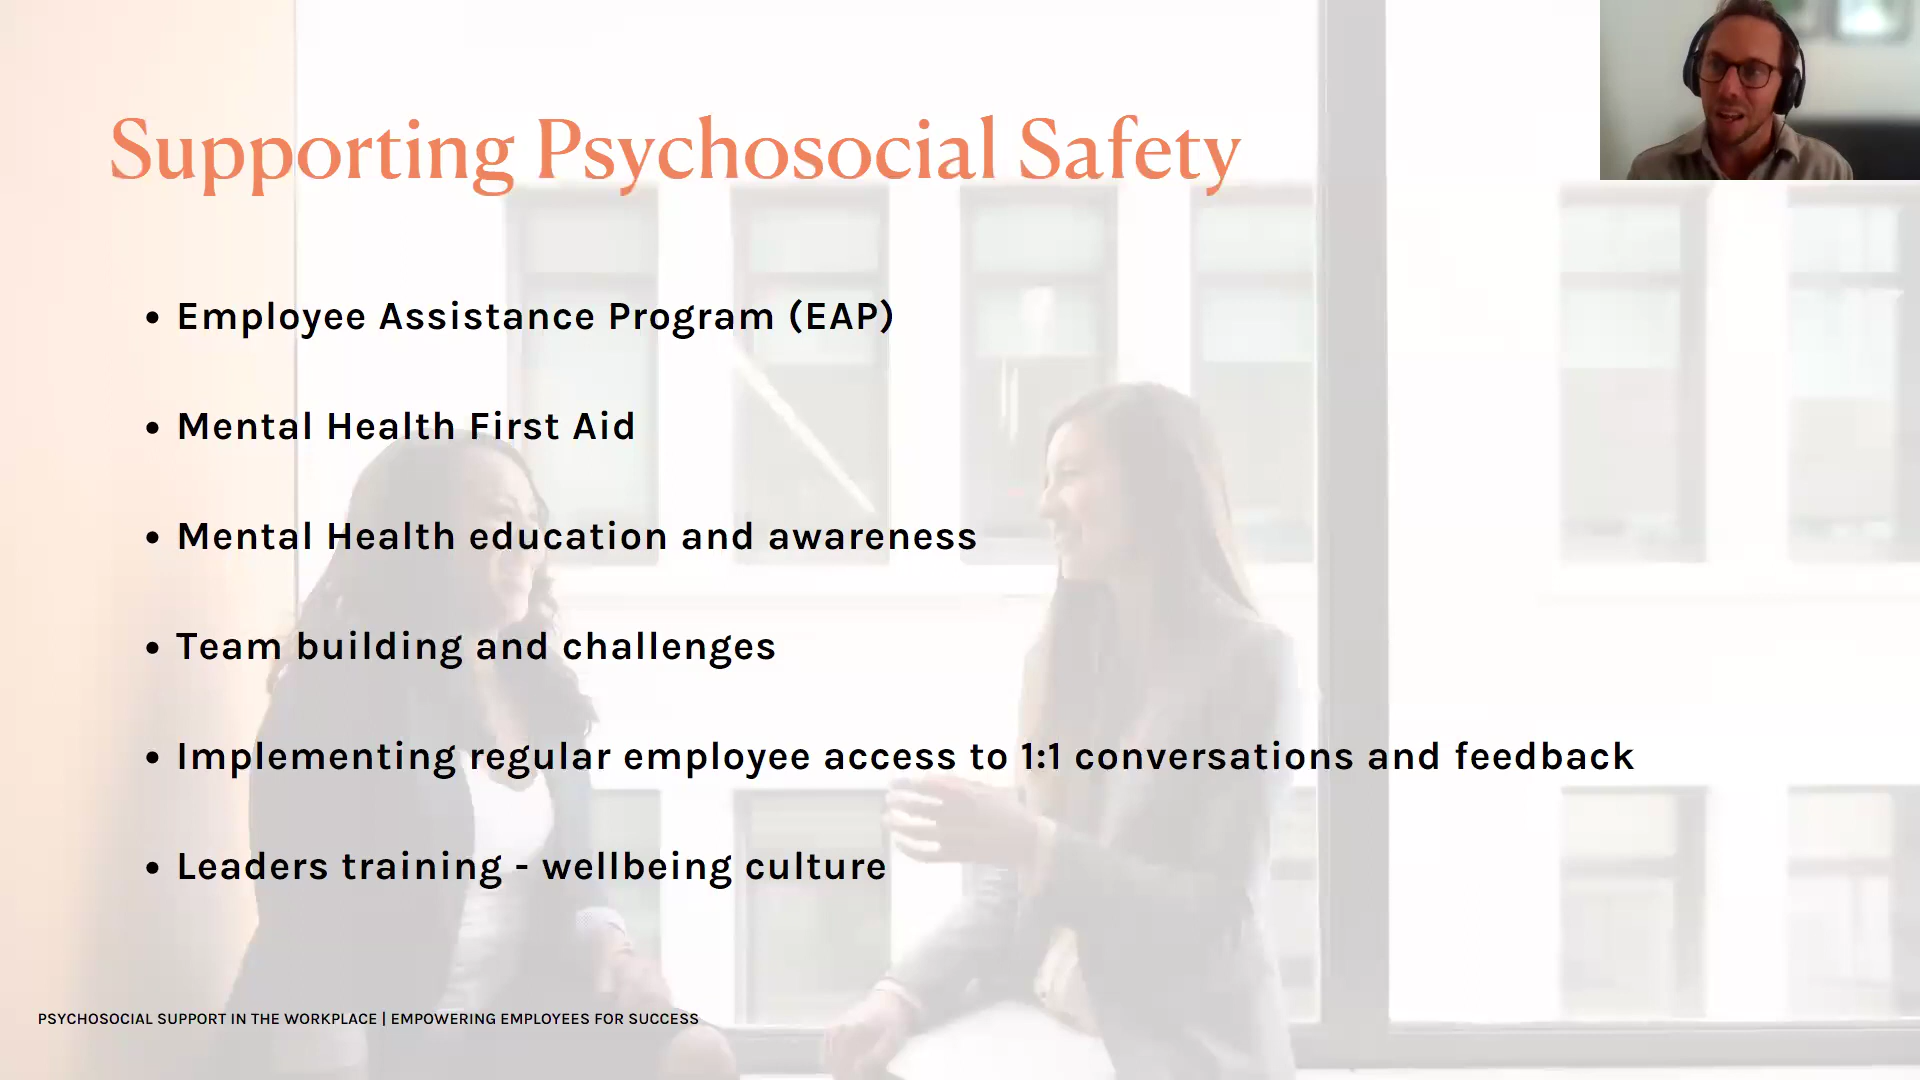 Supporting Psychosocial Safety
• Employee Assistance Program (EAP)
• Mental Health First Aid
• Mental Health education and awareness
• Team building and challenges
• Implementing regular employee access to 1:1 conversations and feedback
• Leaders training - wellbeing culture
PSYCHOSOCIAL SUPPORT IN THE WORKPLACE | EMPOWERING EMPLOYEES FOR SUCCESS